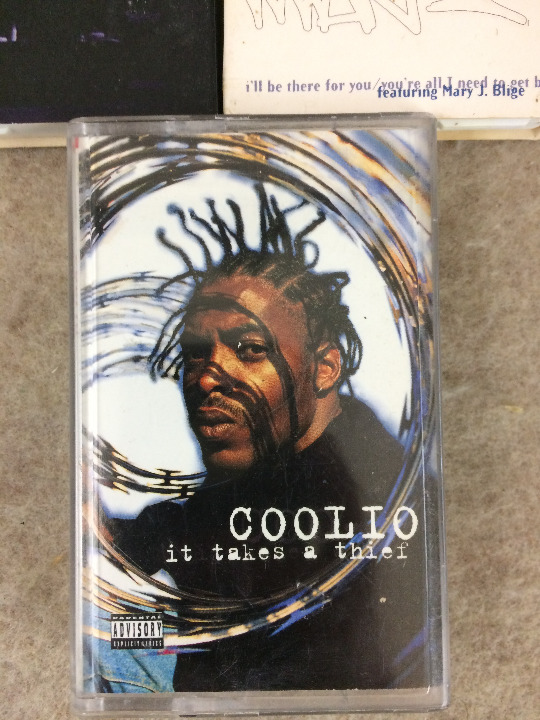 i'll be there for you/you're all I need to get b
featuring Mary J. Blige
COOLIO
it takes a thief
PARENTAL
ADVISORY
EXPLICIT LYRICS